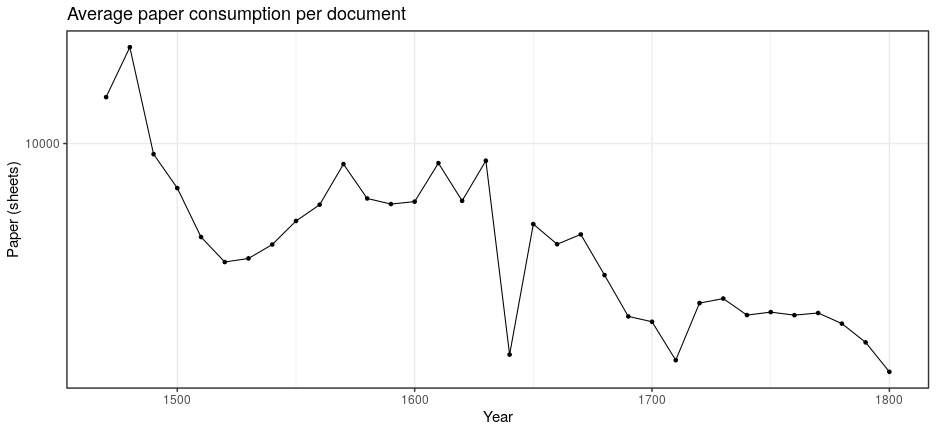 Average paper consumption per document
Paper (sheets)
10000
1500 1600 1700 1800
Year